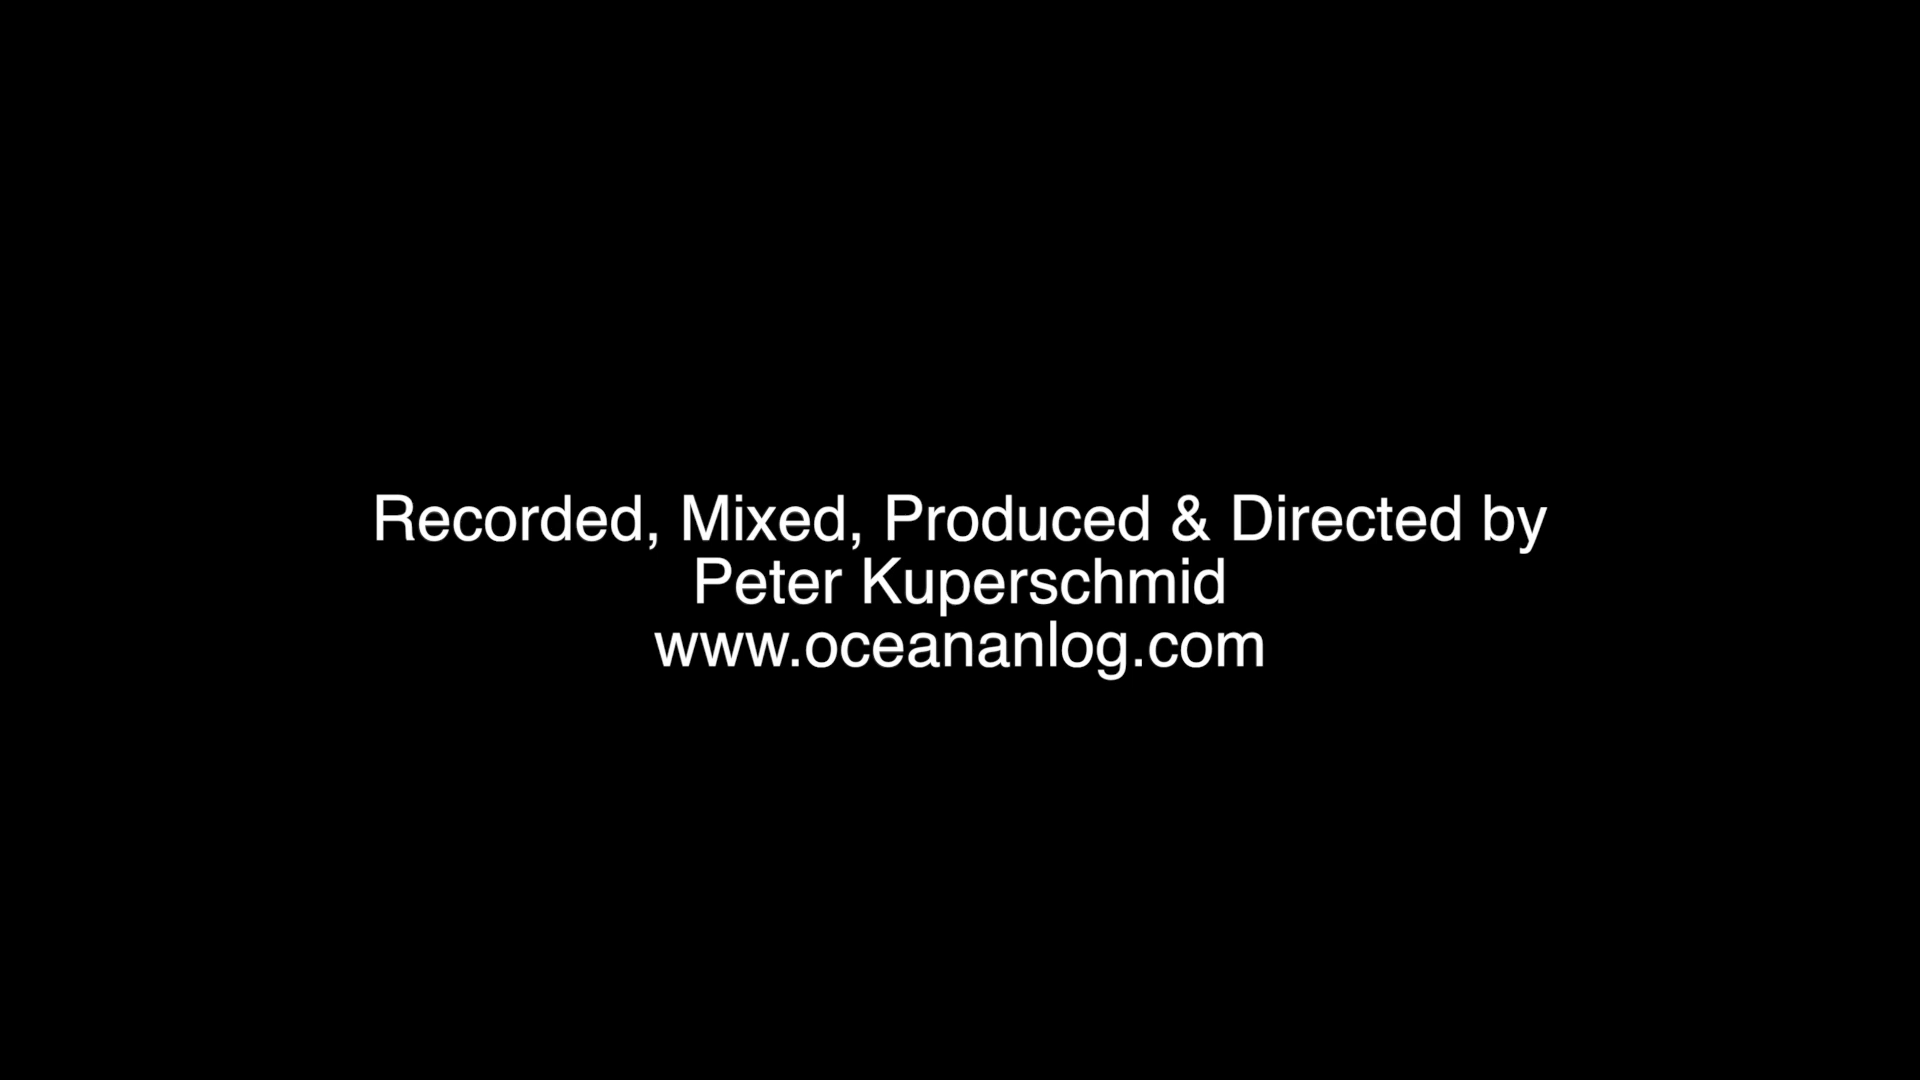 Recorded, Mixed, Produced & Directed by
Peter Kuperschmid
www.oceananlog.com